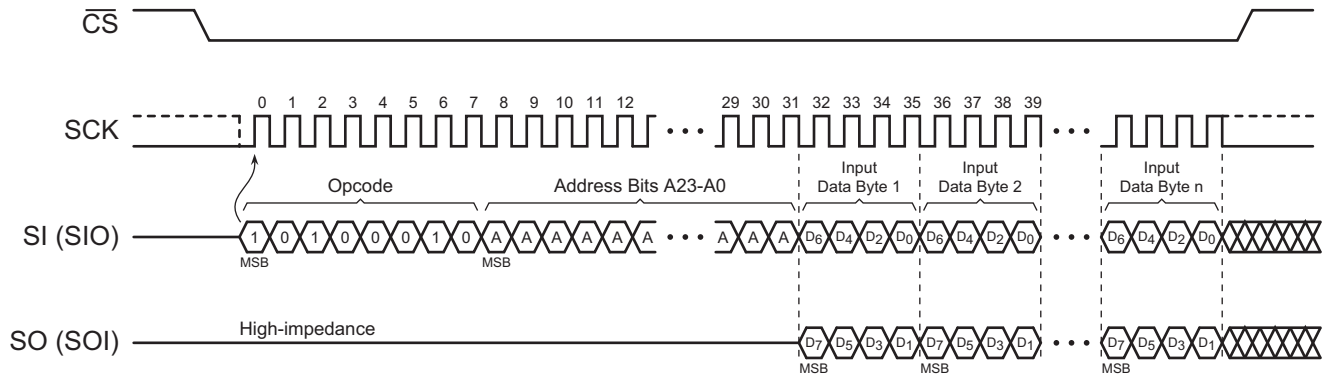 CS
0 1 2 3 4 5 6 7 8 9 10 11 12 29 30 31 32 33 34 35 36 37 38 39
SCK
Opcode Address Bits A23-A0 Input Data Byte 1 Input Data Byte 2 Input Data Byte n
SI (SIO) 1 0 1 0 0 0 1 0 A A A A A A A A A D6 D4 D2 D0 D6 D4 D2 D0 D6 D4 D2 D0
MSB MSB
High-impedance
SO (SOI) D7 D5 D3 D1 D7 D5 D3 D1 D7 D5 D3 D1
MSB MSB MSB